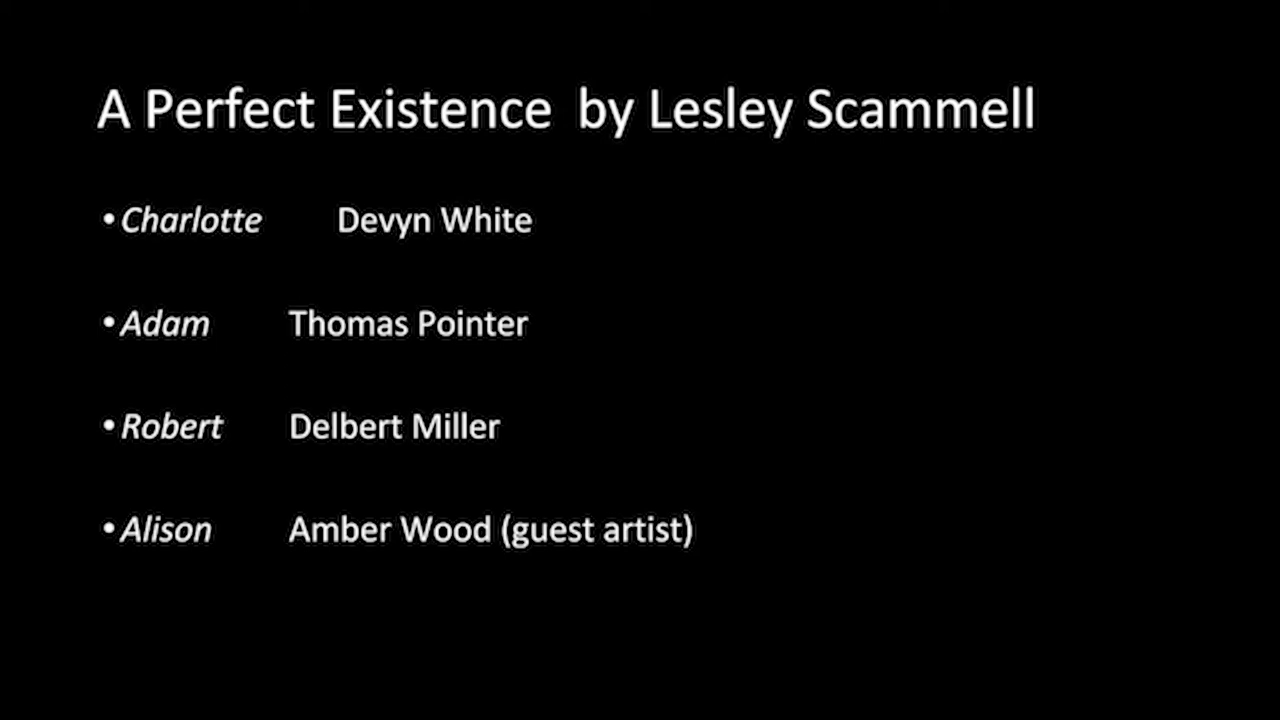 A Perfect Existence by Lesley Scammell
• Charlotte Devyn White
• Adam Thomas Pointer
• Robert Delbert Miller
• Alison Amber Wood (guest artist)